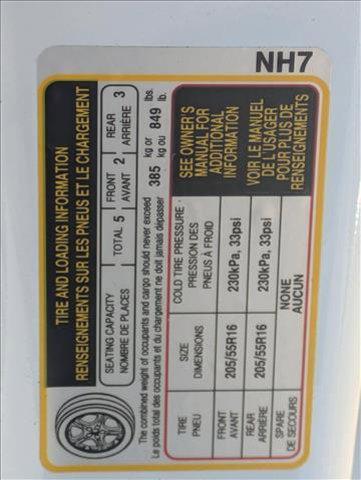 NH7
TIRE AND LOADING INFORMATION
RENSEIGNEMENTS SUR LES PNEUS ET LE CHARGEMENT
SEATING CAPACITY
NOMBRE DE PLACES
TOTAL 5
FRONT
AVANT 2
REAR
ARRIÈRE 3
The combined weight of occupants and cargo should never exceed
Le poids total des occupants et du chargement ne doit jamais dépasser
385 kg or 849 lbs.
kg ou lb.
TIRE
PNEU
SIZE
DIMENSIONS
COLD TIRE PRESSURE
PRESSION DES
PNEUS À FROID
FRONT
AVANT
205/55R16
230kPa, 33psi
REAR
ARRIÈRE
205/55R16
230kPa, 33psi
SPARE
DE SECOURS
NONE
AUCUN
SEE OWNER'S
MANUAL FOR
ADDITIONAL
INFORMATION
VOIR LE MANUEL
DE L'USAGER
POUR PLUS DE
RENSEIGNEMENTS